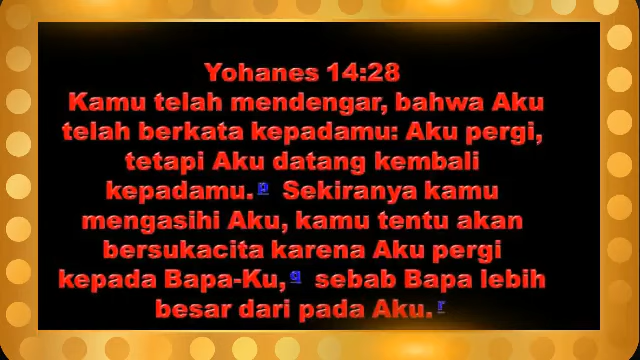 Yohanes 14:28
Kamu telah mendengar, bahwa Aku
telah berkata kepadamu: Aku pergi,
tetapi Aku datang kembali
kepadamu. p Sekiranya kamu
mengasihi Aku, kamu tentu akan
bersukacita karena Aku pergi
kepada Bapa-Ku, q sebab Bapa lebih
besar dari pada Aku. r